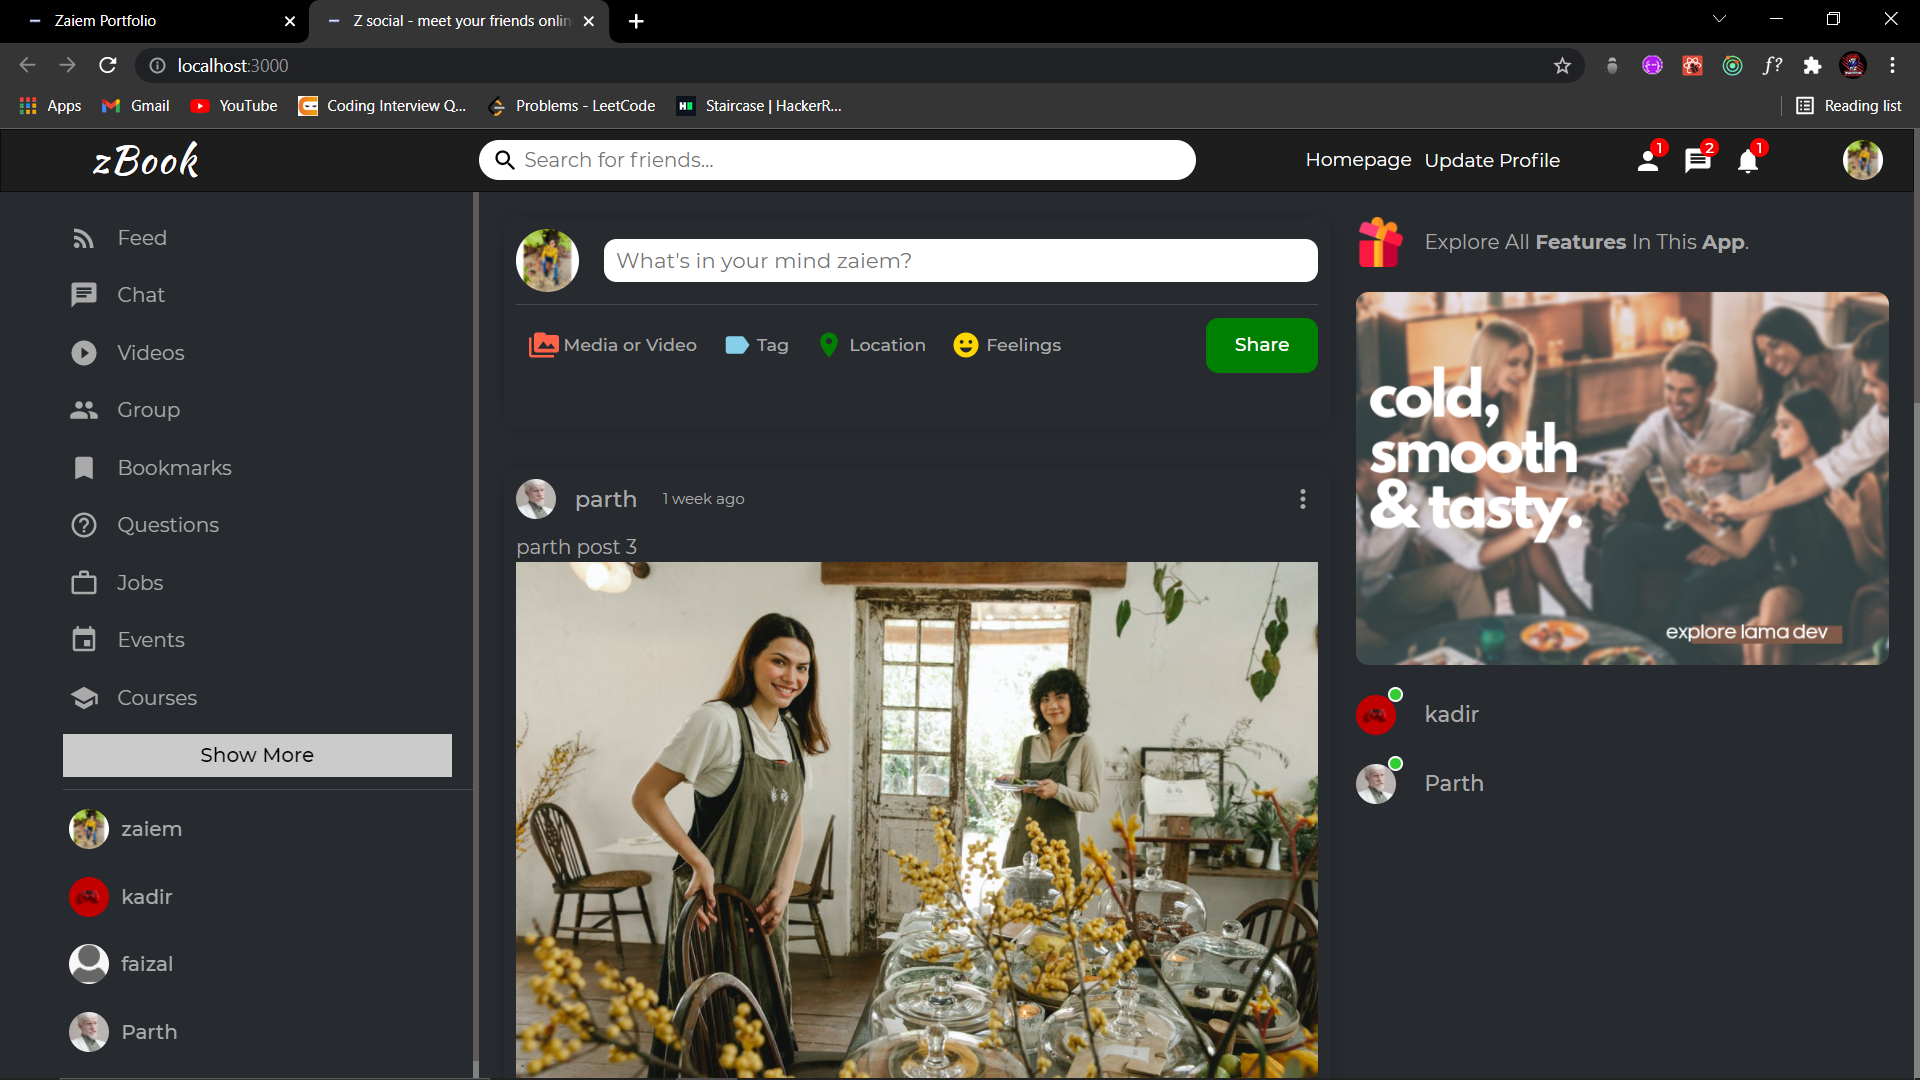 Zaiem Portfolio
Z social - meet your friends onlin
localhost:3000
f?
Apps
Gmail
YouTube
Coding Interview Q...
Problems - LeetCode
Staircase | HackerR...
Reading list
zBook
Search for friends...
Homepage
Update Profile
1
2
1
Feed
Chat
Videos
Group
Bookmarks
Questions
Jobs
Events
Courses
Show More
zaiem
kadir
faizal
Parth
What's in your mind zaiem?
Media or Video
Tag
Location
Feelings
Share
parth
1 week ago
parth post 3
Explore All Features In This App.
cold,
smooth
& tasty.
explore lama dev
kadir
Parth